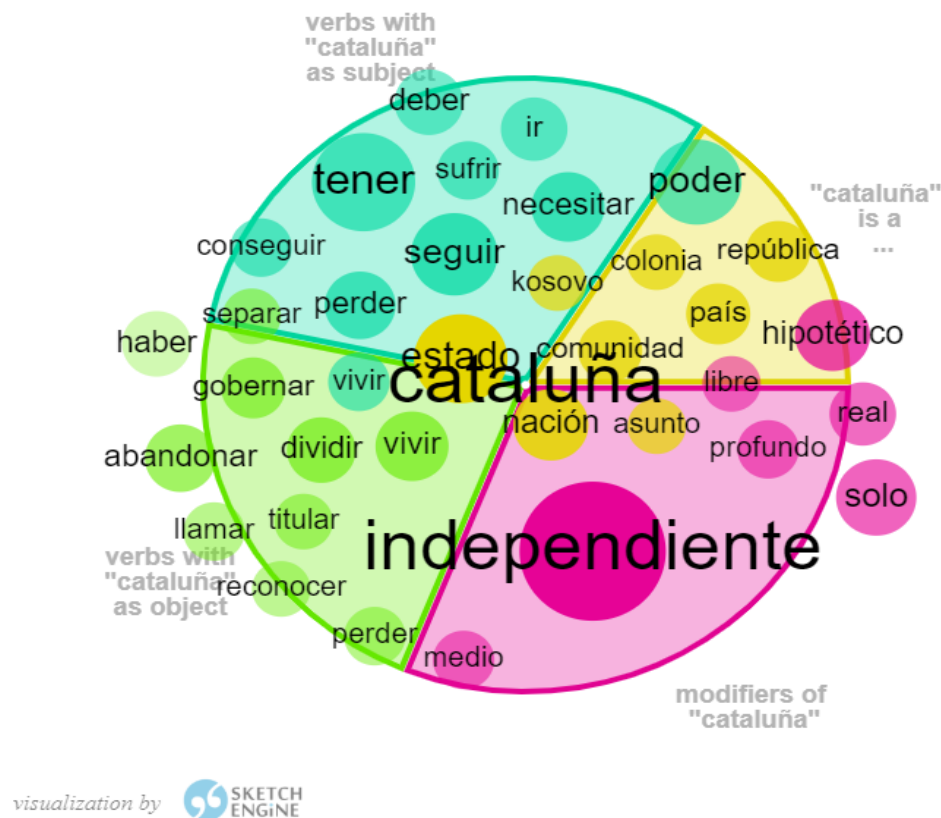 verbs with
"cataluña"
as subject
deber
ir
tener
sufrir
poder
necesitar
"cataluña"
is a
...
conseguir
seguir
kosovo
colonia
república
separar
perder
país
haber
estado
comunidad
hipotético
gobernar
vivir
cataluña
libre
nación
asunto
real
abandonar
dividir
vivir
profundo
solo
llamar
titular
independiente
verbs with
"cataluña"
as object
reconocer
perder
medio
modifiers of
"cataluña"
visualization by
SKETCH
ENGINE